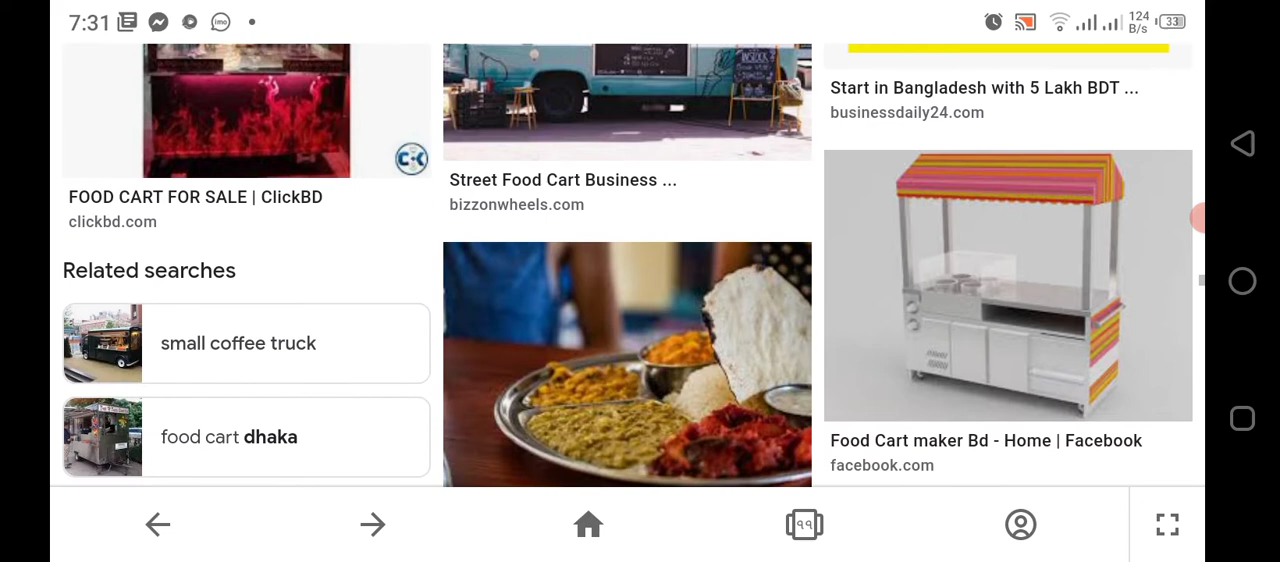 7:31
imo
124
B/s
33
FOOD CART FOR SALE | ClickBD
clickbd.com
Related searches
small coffee truck
food cart dhaka
Street Food Cart Business ...
bizzonwheels.com
Start in Bangladesh with 5 Lakh BDT ...
businessdaily24.com
Food Cart maker Bd - Home | Facebook
facebook.com
৭৭